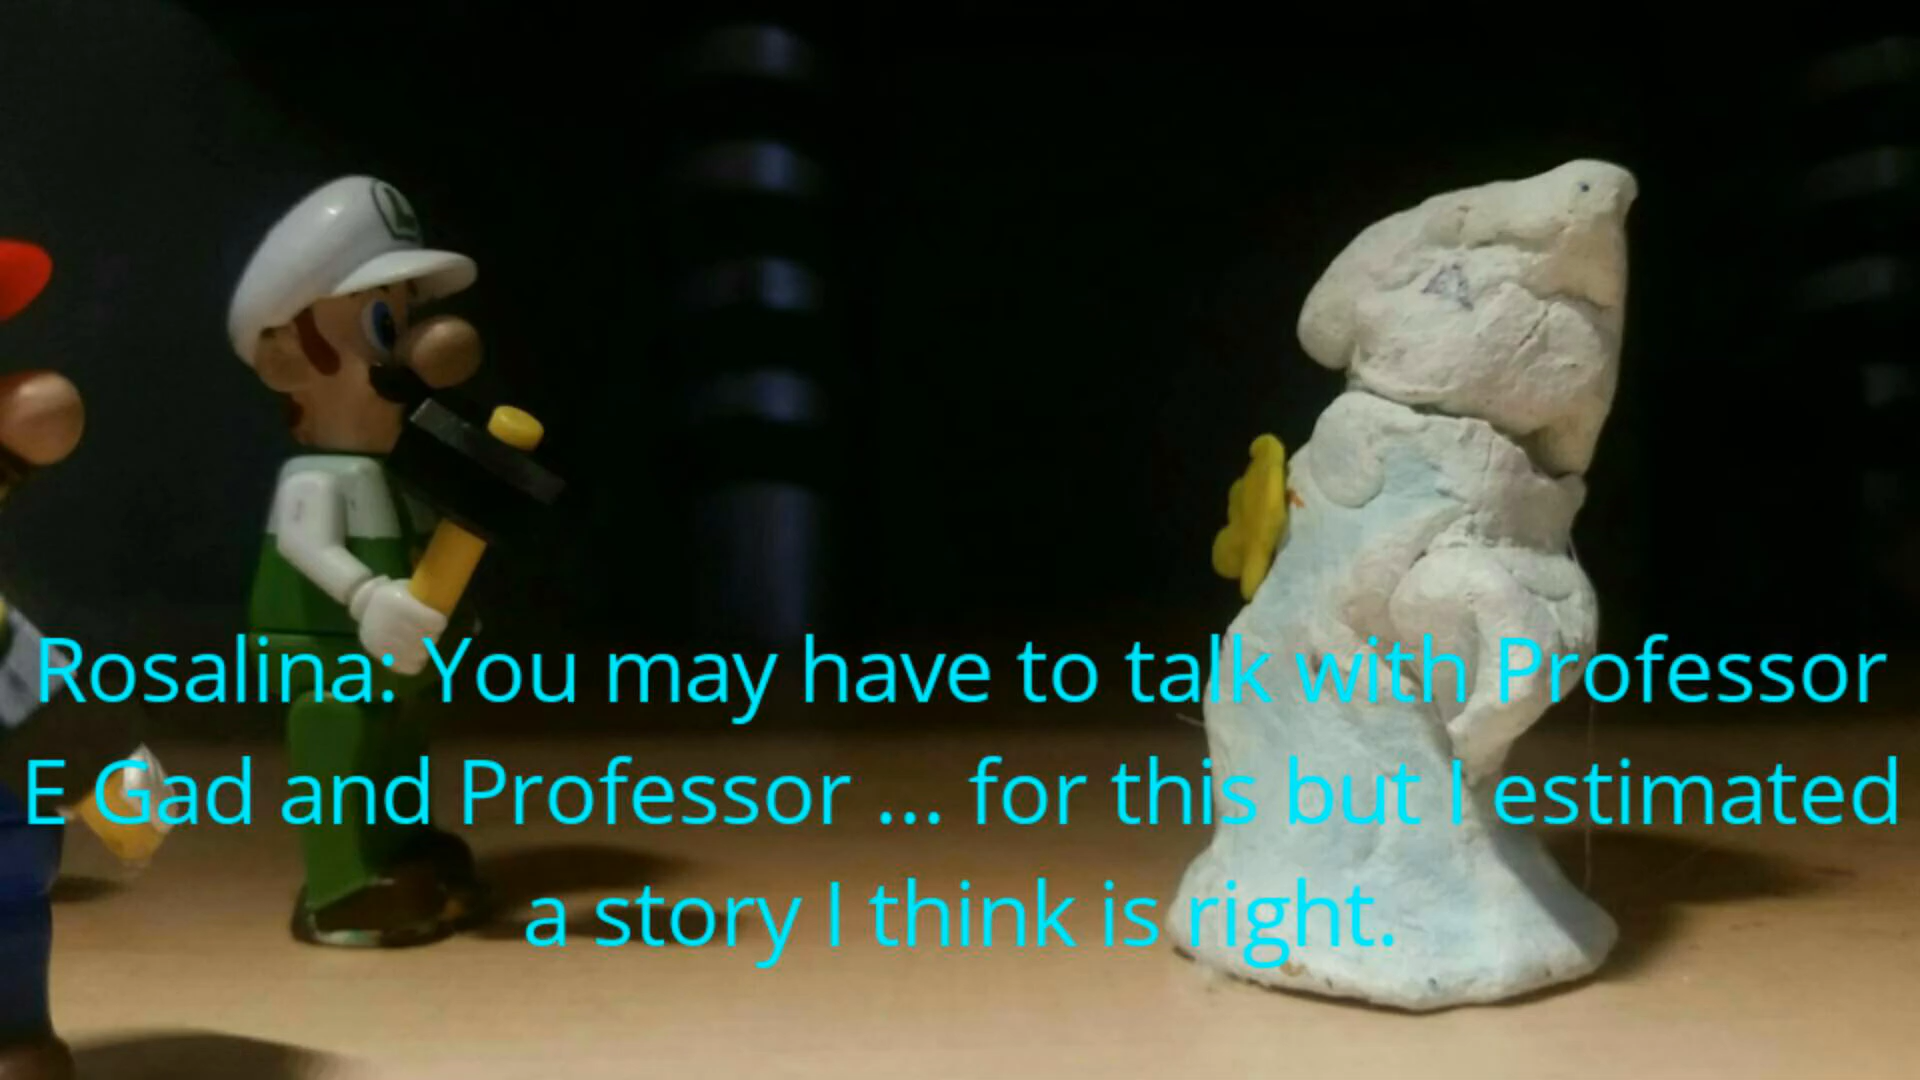 Rosalina: You may have to talk with Professor
E Gad and Professor ... for this but I estimated
a story I think is right.
L